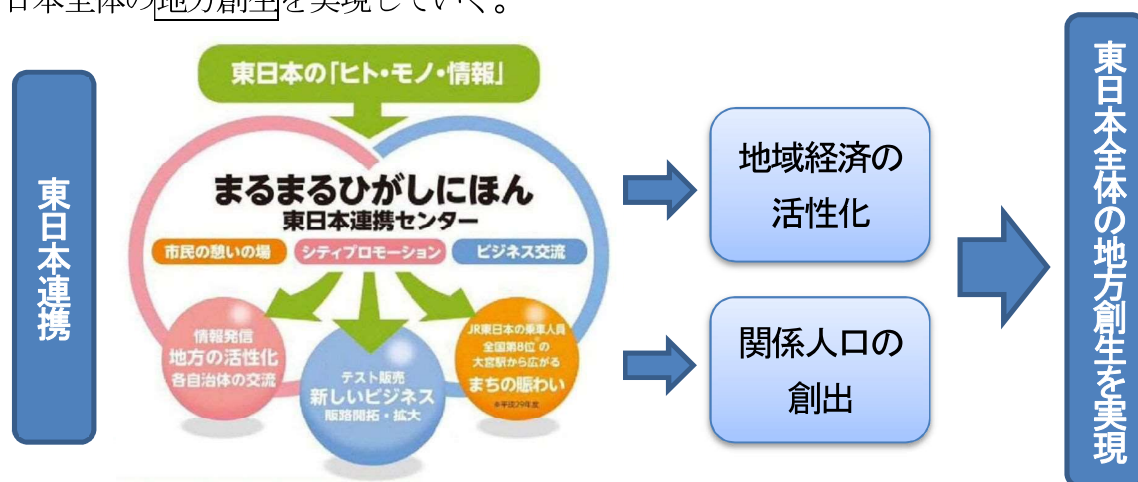 日本全体の地方創生を実現していく。
東日本連携
東日本の「ヒト・モノ・情報」
まるまるひがしにほん
東日本連携センター
市民の憩いの場
シティプロモーション
ビジネス交流
情報発信
地方の活性化
各自治体の交流
テスト販売
新しいビジネス
販路開拓・拡大
JR東日本の乗車人員
全国第8位※の
大宮駅から広がる
まちの賑わい
※平成29年度
地域経済の
活性化
関係人口の
創出
東日本全体の地方創生を実現